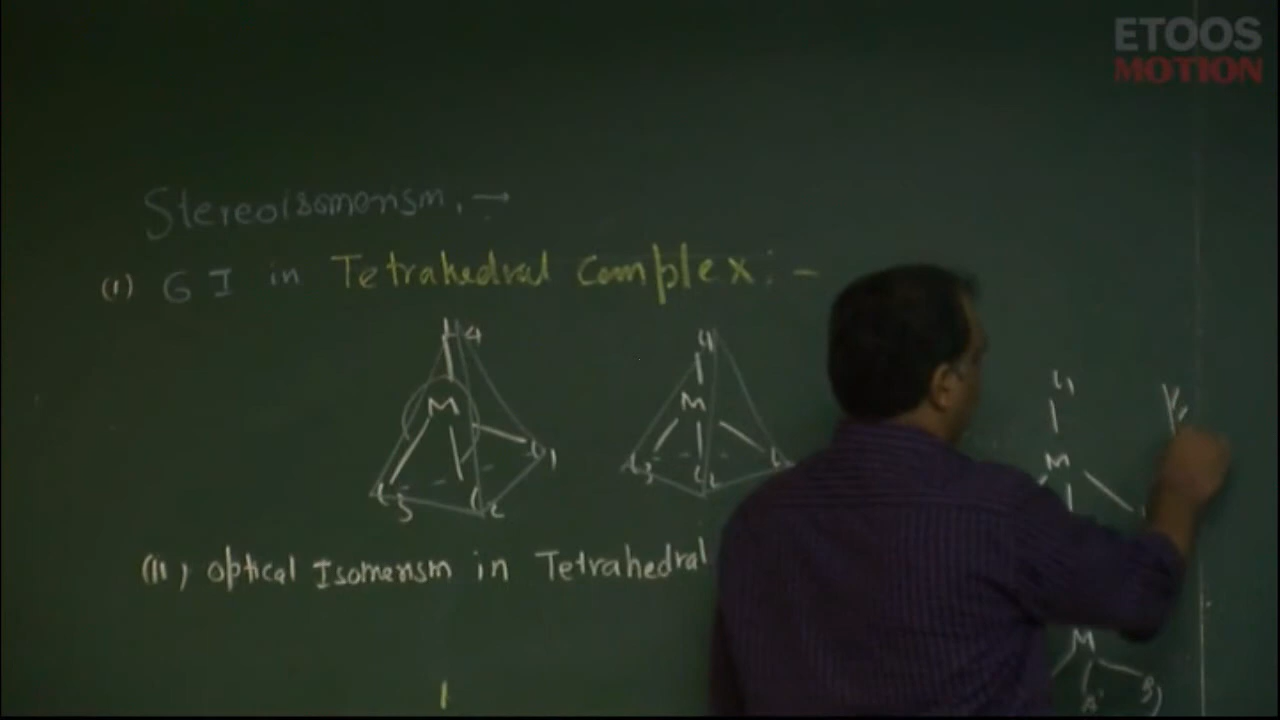 ETOOS
MOTION
Stereoisomerism. →
(i) G I in Tetrahedral Complex: -
L4
M
L3
L2
L1
L4
M
L3
L2
L1
M
(ii) optical Isomerism in Tetrahedral
M